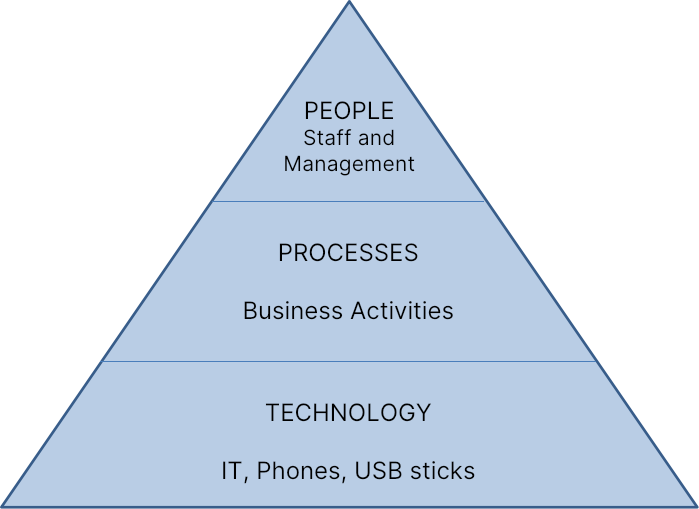 PEOPLE
Staff and
Management
PROCESSES
Business Activities
TECHNOLOGY
IT, Phones, USB sticks